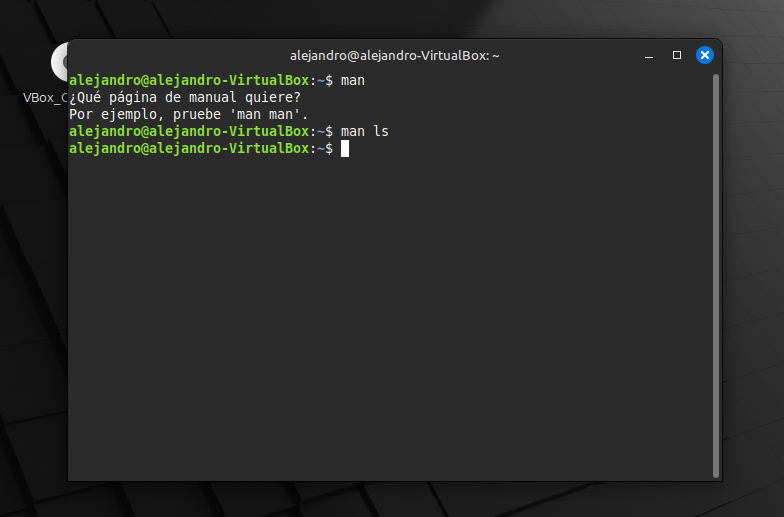 alejandro@alejandro-VirtualBox: ~
VBox_
alejandro@alejandro-VirtualBox:~$ man
¿Qué página de manual quiere?
Por ejemplo, pruebe 'man man'.
alejandro@alejandro-VirtualBox:~$ man ls
alejandro@alejandro-VirtualBox:~$